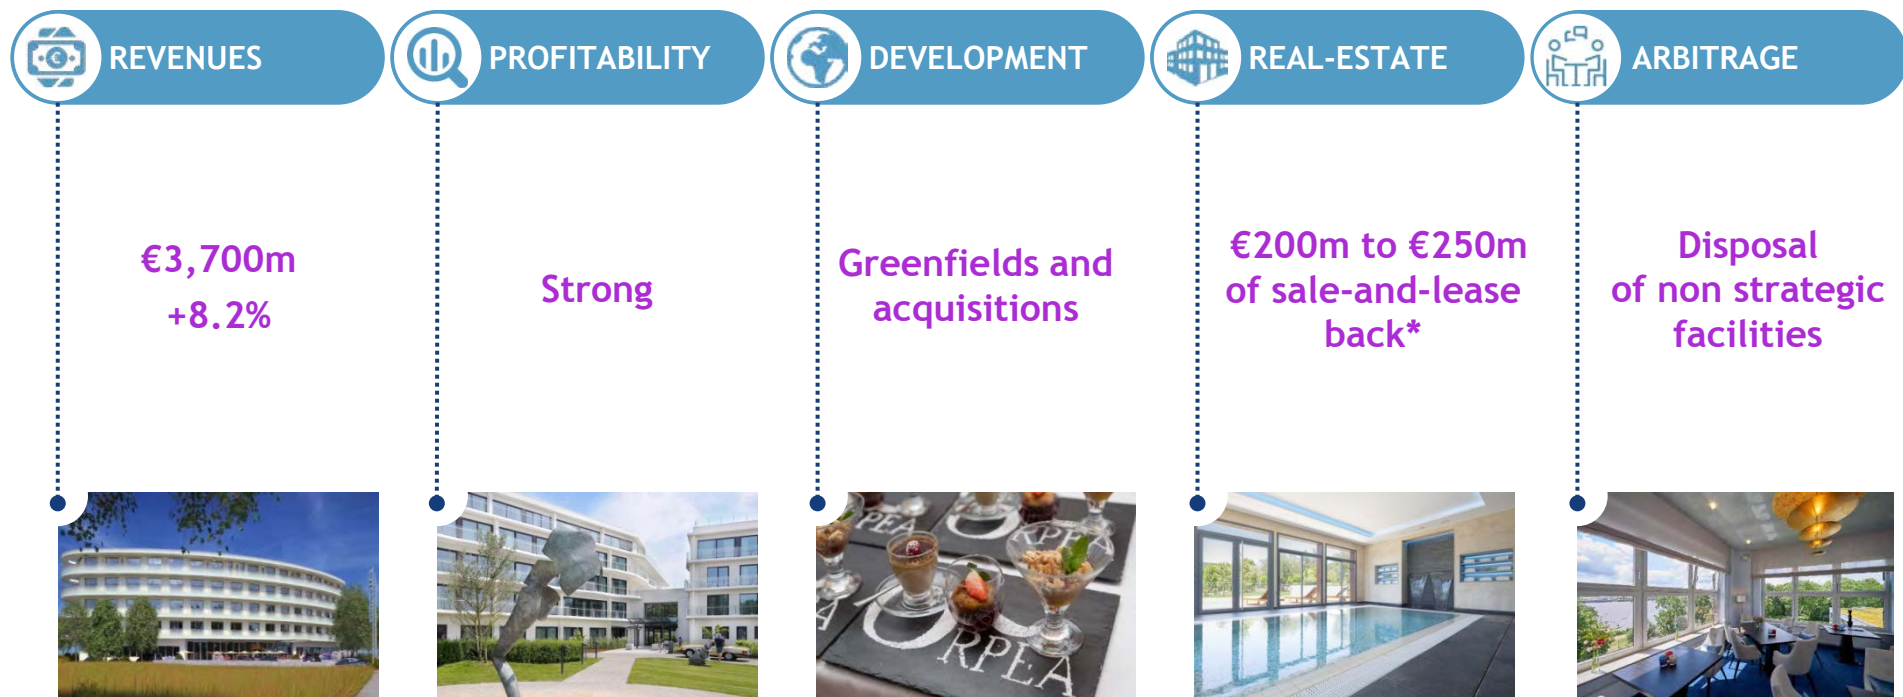 REVENUES
PROFITABILITY
DEVELOPMENT
REAL-ESTATE
ARBITRAGE
€3,700m
+8.2%
Strong
Greenfields and
acquisitions
€200m to €250m
of sale-and-lease
back*
Disposal
of non strategic
facilities
ORPEA